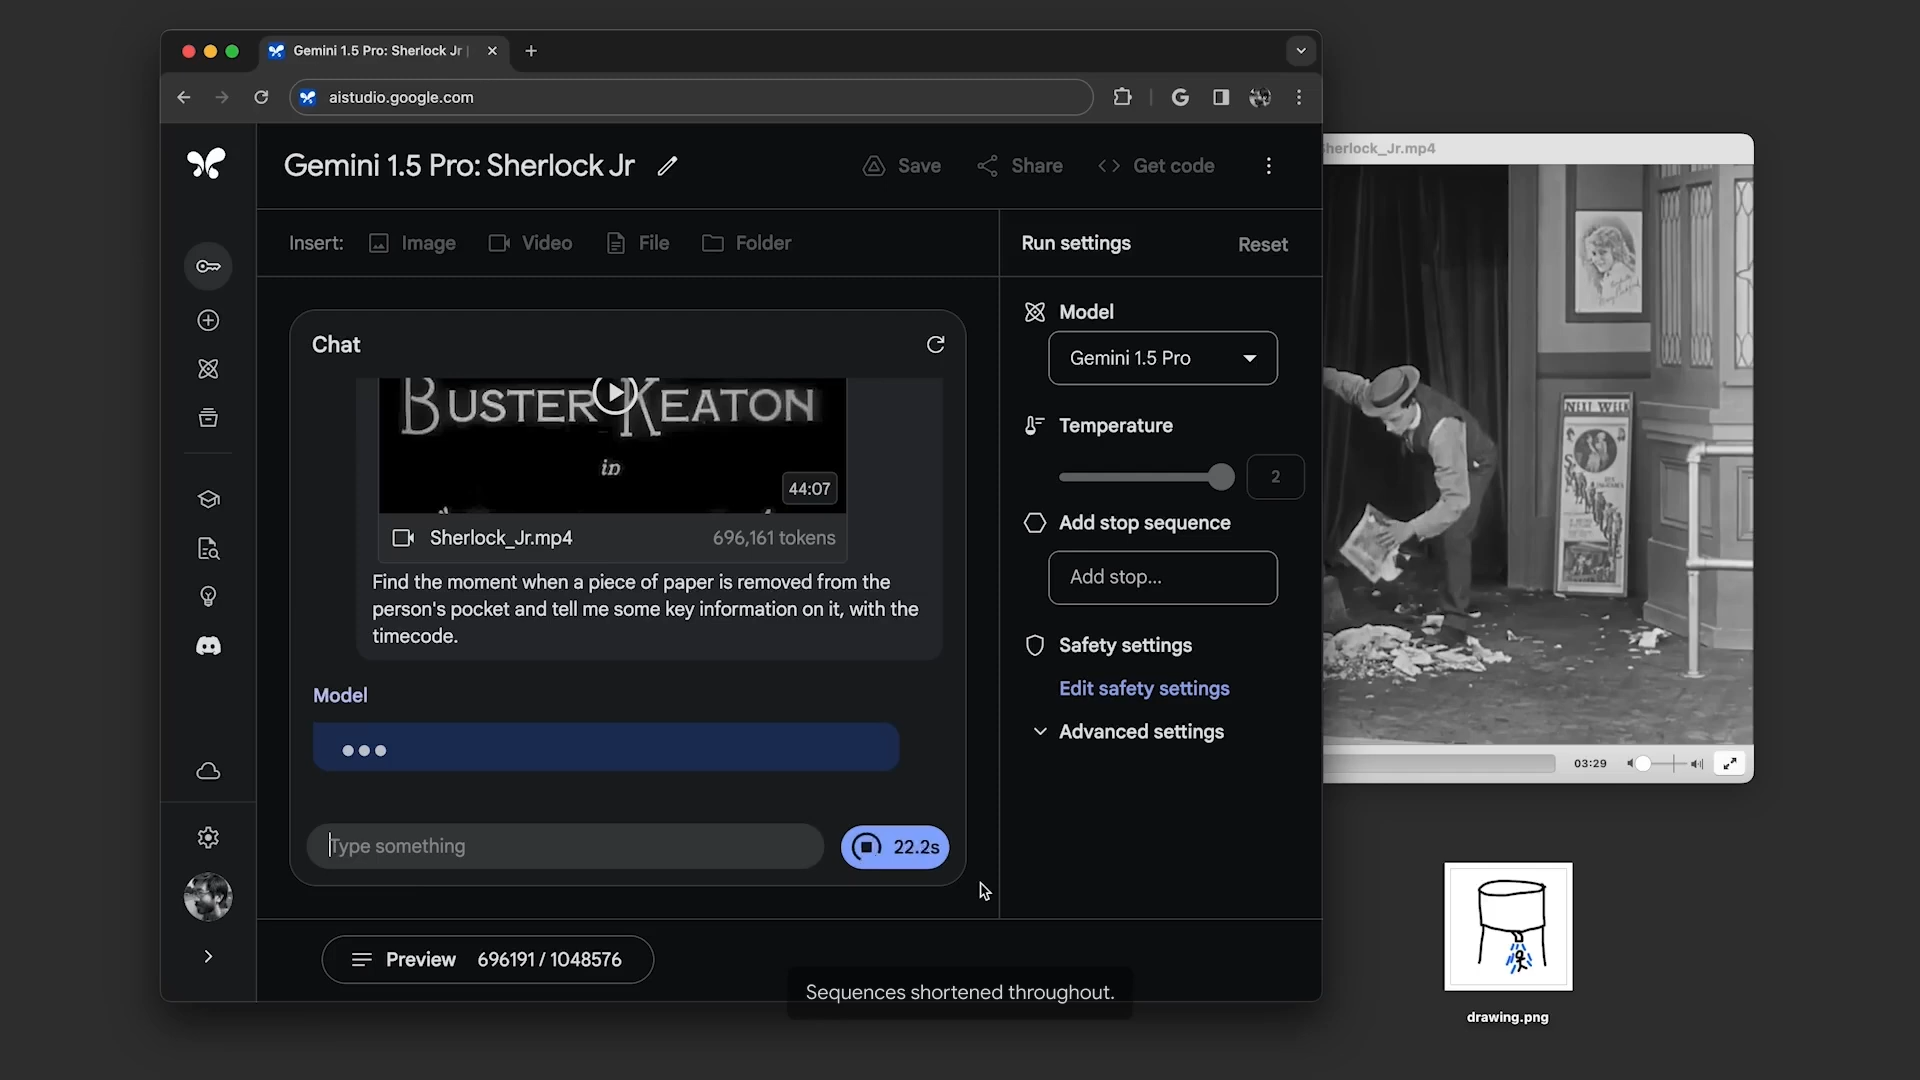 Gemini 1.5 Pro: Sherlock Jr |
aistudio.google.com
Gemini 1.5 Pro: Sherlock Jr
Save
Share
Get code
Insert:
Image
Video
File
Folder
Run settings
Reset
Chat
BUSTER KEATON
in
44:07
Sherlock_Jr.mp4
696,161 tokens
Find the moment when a piece of paper is removed from the
person's pocket and tell me some key information on it, with the
timecode.
Model
Type something
22.2s
Model
Gemini 1.5 Pro
Temperature
2
Add stop sequence
Add stop...
Safety settings
Edit safety settings
Advanced settings
Preview 696191 / 1048576
Sequences shortened throughout.
Sherlock_Jr.mp4
NEXT WEEK
03:29
drawing.png